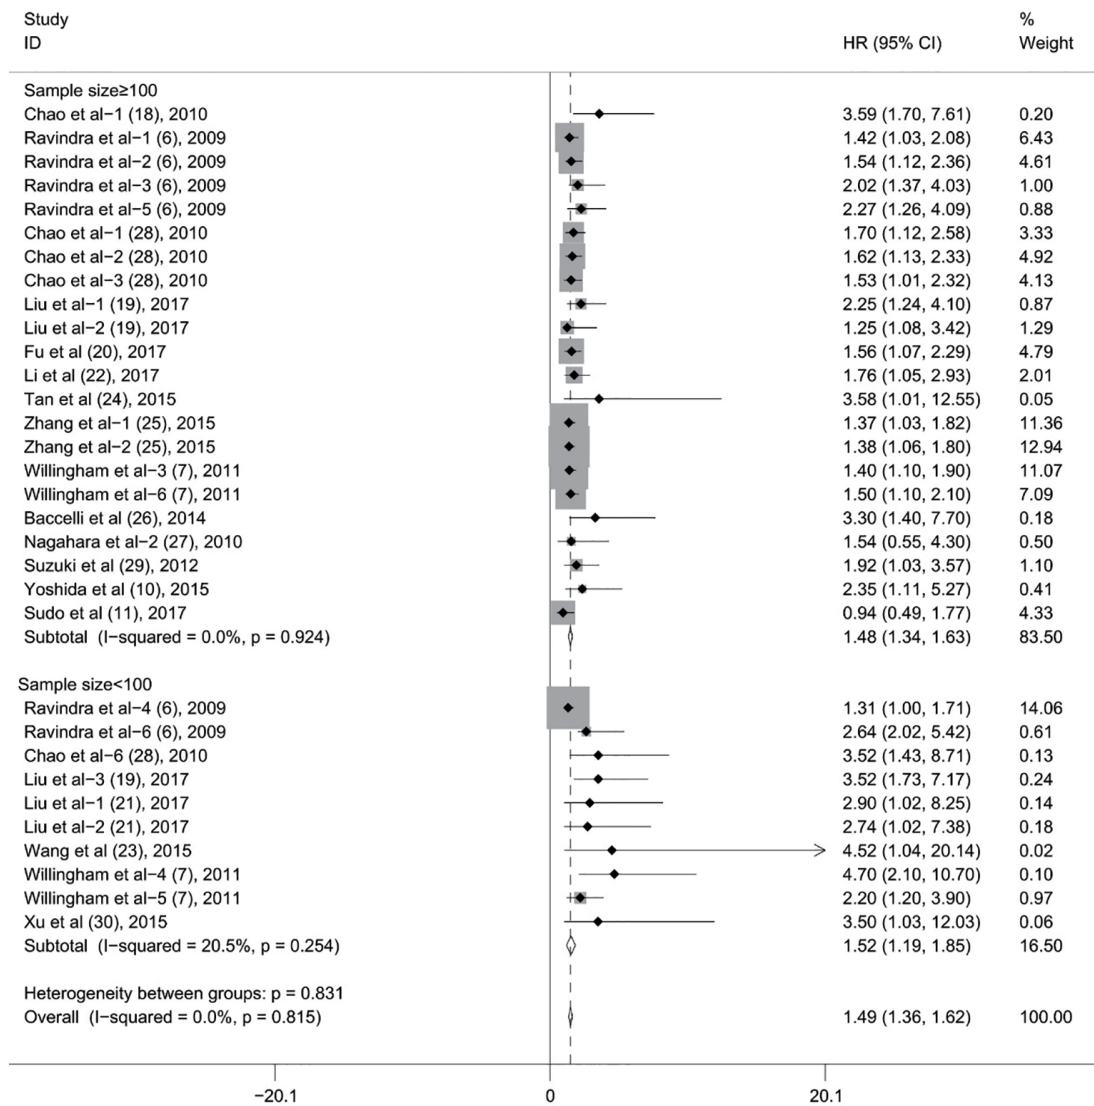 Study %
ID HR (95% CI) Weight
Sample size≥100
Chao et al−1 (18), 2010 3.59 (1.70, 7.61) 0.20
Ravindra et al−1 (6), 2009 1.42 (1.03, 2.08) 6.43
Ravindra et al−2 (6), 2009 1.54 (1.12, 2.36) 4.61
Ravindra et al−3 (6), 2009 2.02 (1.37, 4.03) 1.00
Ravindra et al−5 (6), 2009 2.27 (1.26, 4.09) 0.88
Chao et al−1 (28), 2010 1.70 (1.12, 2.58) 3.33
Chao et al−2 (28), 2010 1.62 (1.13, 2.33) 4.92
Chao et al−3 (28), 2010 1.53 (1.01, 2.32) 4.13
Liu et al−1 (19), 2017 2.25 (1.24, 4.10) 0.87
Liu et al−2 (19), 2017 1.25 (1.08, 3.42) 1.29
Fu et al (20), 2017 1.56 (1.07, 2.29) 4.79
Li et al (22), 2017 1.76 (1.05, 2.93) 2.01
Tan et al (24), 2015 3.58 (1.01, 12.55) 0.05
Zhang et al−1 (25), 2015 1.37 (1.03, 1.82) 11.36
Zhang et al−2 (25), 2015 1.38 (1.06, 1.80) 12.94
Willingham et al−3 (7), 2011 1.40 (1.10, 1.90) 11.07
Willingham et al−6 (7), 2011 1.50 (1.10, 2.10) 7.09
Baccelli et al (26), 2014 3.30 (1.40, 7.70) 0.18
Nagahara et al−2 (27), 2010 1.54 (0.55, 4.30) 0.50
Suzuki et al (29), 2012 1.92 (1.03, 3.57) 1.10
Yoshida et al (10), 2015 2.35 (1.11, 5.27) 0.41
Sudo et al (11), 2017 0.94 (0.49, 1.77) 4.33
Subtotal (I−squared = 0.0%, p = 0.924) 1.48 (1.34, 1.63) 83.50
Sample size<100
Ravindra et al−4 (6), 2009 1.31 (1.00, 1.71) 14.06
Ravindra et al−6 (6), 2009 2.64 (2.02, 5.42) 0.61
Chao et al−6 (28), 2010 3.52 (1.43, 8.71) 0.13
Liu et al−3 (19), 2017 3.52 (1.73, 7.17) 0.24
Liu et al−1 (21), 2017 2.90 (1.02, 8.25) 0.14
Liu et al−2 (21), 2017 2.74 (1.02, 7.38) 0.18
Wang et al (23), 2015 4.52 (1.04, 20.14) 0.02
Willingham et al−4 (7), 2011 4.70 (2.10, 10.70) 0.10
Willingham et al−5 (7), 2011 2.20 (1.20, 3.90) 0.97
Xu et al (30), 2015 3.50 (1.03, 12.03) 0.06
Subtotal (I−squared = 20.5%, p = 0.254) 1.52 (1.19, 1.85) 16.50
Heterogeneity between groups: p = 0.831
Overall (I−squared = 0.0%, p = 0.815) 1.49 (1.36, 1.62) 100.00
−20.1 0 20.1